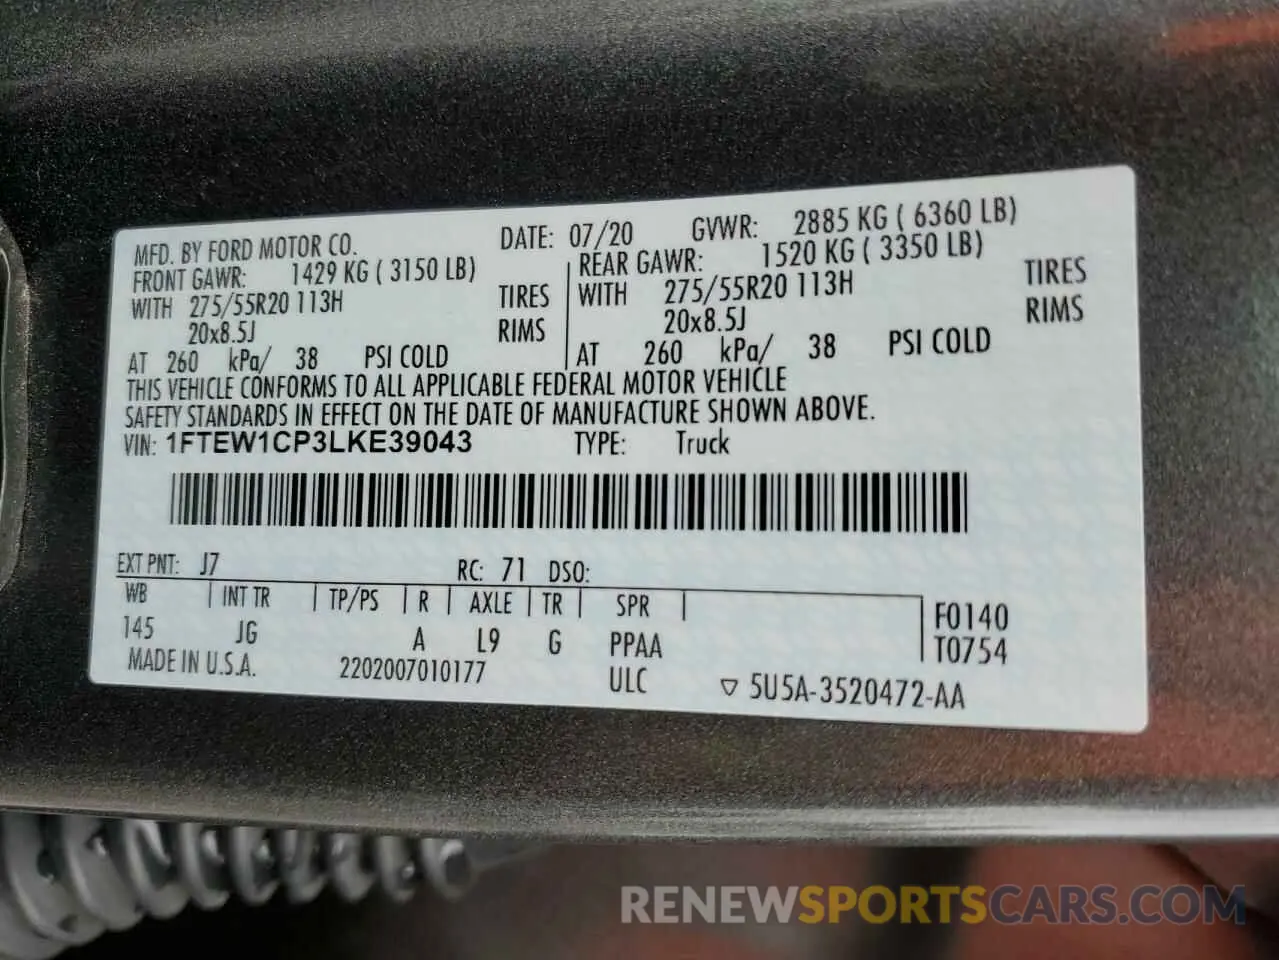 MFD. BY FORD MOTOR CO. DATE: 07/20 GVWR: 2885 KG ( 6360 LB)
FRONT GAWR: 1429 KG ( 3150 LB) REAR GAWR: 1520 KG ( 3350 LB)
WITH 275/55R20 113H TIRES WITH 275/55R20 113H TIRES
20x8.5J RIMS 20x8.5J RIMS
AT 260 kPa/ 38 PSI COLD AT 260 kPa/ 38 PSI COLD
THIS VEHICLE CONFORMS TO ALL APPLICABLE FEDERAL MOTOR VEHICLE
SAFETY STANDARDS IN EFFECT ON THE DATE OF MANUFACTURE SHOWN ABOVE.
VIN: 1FTEW1CP3LKE39043 TYPE: Truck
EXT PNT: J7 RC: 71 DSO:
WB INT TR TP/PS R AXLE TR SPR F0140
145 JG A L9 G PPAA T0754
MADE IN U.S.A. 2202007010177 ULC ▽ 5U5A-3520472-AA
RENEWSPORTSCARS.COM